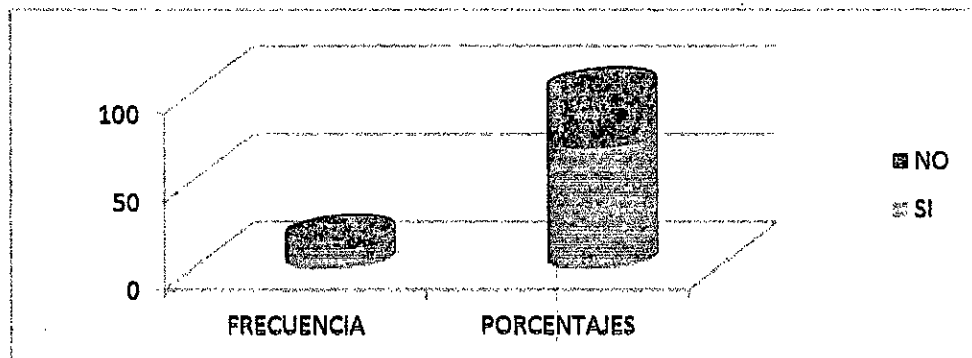 100
50
0
FRECUENCIA
PORCENTAJES
NO
SI